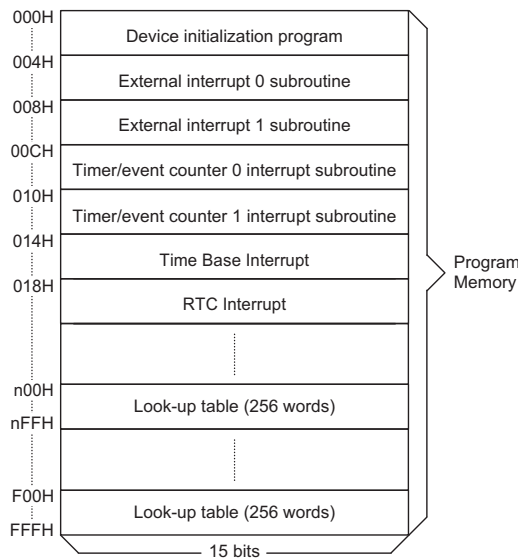 000H
Device initialization program
004H
External interrupt 0 subroutine
008H
External interrupt 1 subroutine
00CH
Timer/event counter 0 interrupt subroutine
010H
Timer/event counter 1 interrupt subroutine
014H
Time Base Interrupt
018H
RTC Interrupt
Program
Memory
n00H
Look-up table (256 words)
nFFH
F00H
Look-up table (256 words)
FFFH
15 bits